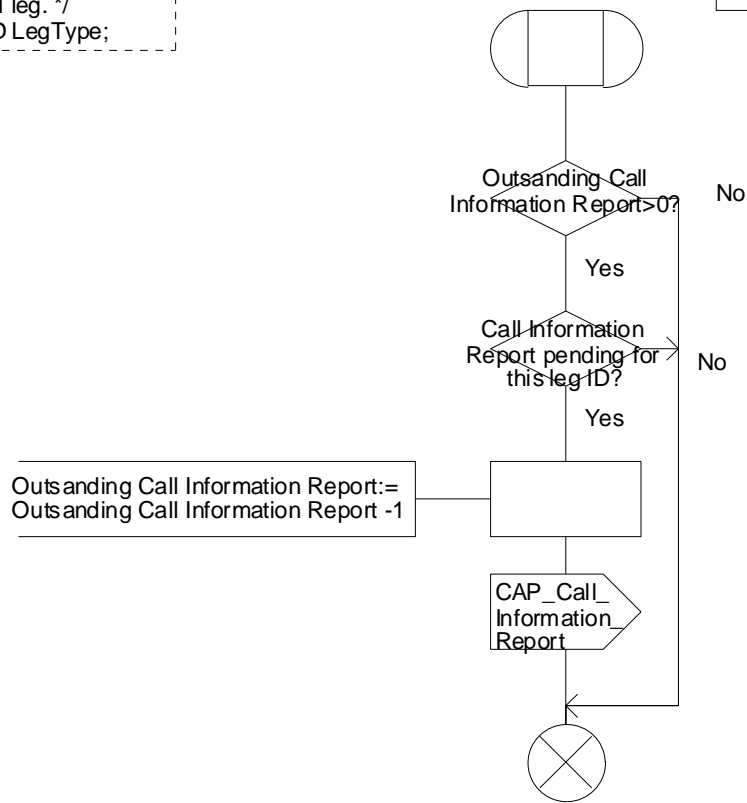 leg. */
LegType;
Outsanding Call
Information Report>0?
No
Yes
Call Information
Report pending for
this leg ID?
No
Yes
Outsanding Call Information Report:=
Outsanding Call Information Report -1
CAP_Call_
Information_
Report